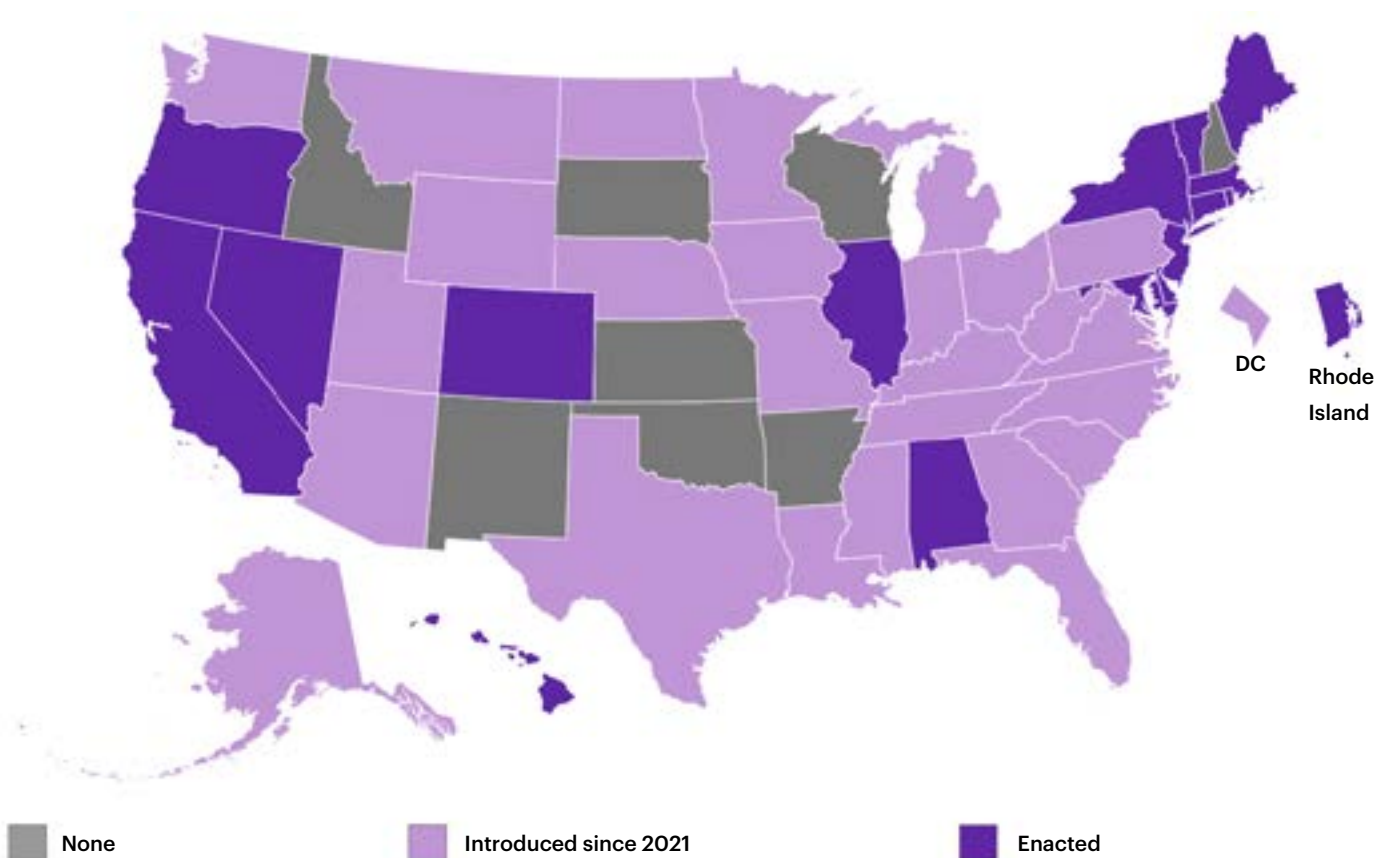 DC
Rhode
Island
None
Introduced since 2021
Enacted